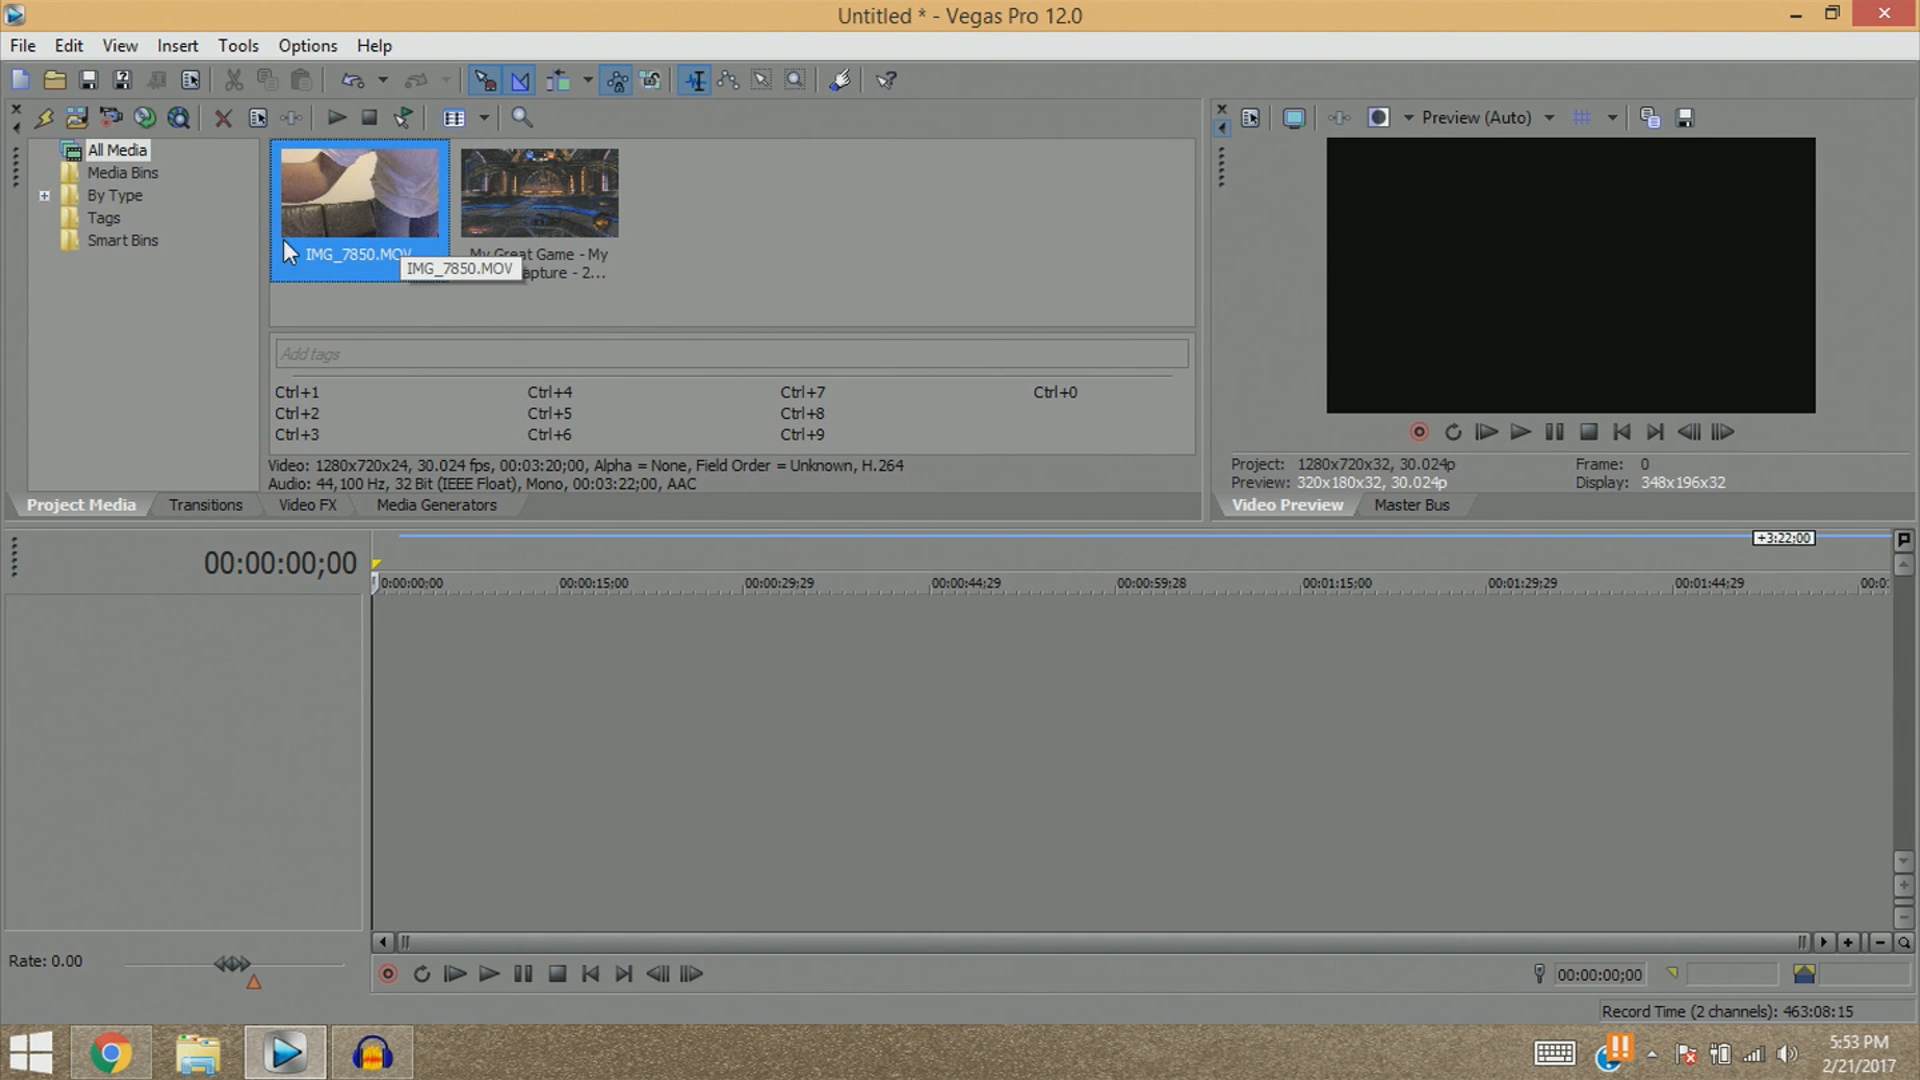 Untitled * - Vegas Pro 12.0
File Edit View Insert Tools Options Help
Preview (Auto)
All Media
Media Bins
By Type
Tags
Smart Bins
IMG_7850.MOV
IMG_7850.MOV
My Great Game - My
apture - 2...
Add tags
Ctrl+1 Ctrl+4 Ctrl+7 Ctrl+0
Ctrl+2 Ctrl+5 Ctrl+8
Ctrl+3 Ctrl+6 Ctrl+9
Video: 1280x720x24, 30.024 fps, 00:03:20;00, Alpha = None, Field Order = Unknown, H.264
Audio: 44,100 Hz, 32 Bit (IEEE Float), Mono, 00:03:22;00, AAC
Project Media Transitions Video FX Media Generators
Project: 1280x720x32, 30.024p Frame: 0
Preview: 320x180x32, 30.024p Display: 348x196x32
Video Preview Master Bus
+3:22;00
00:00:00;00
0:00:00;00 00:00:15;00 00:00:29;29 00:00:44;29 00:00:59;28 00:01:15;00 00:01:29;29 00:01:44;29 00:0
Rate: 0.00
00:00:00;00
Record Time (2 channels): 463:08:15
5:53 PM
2/21/2017